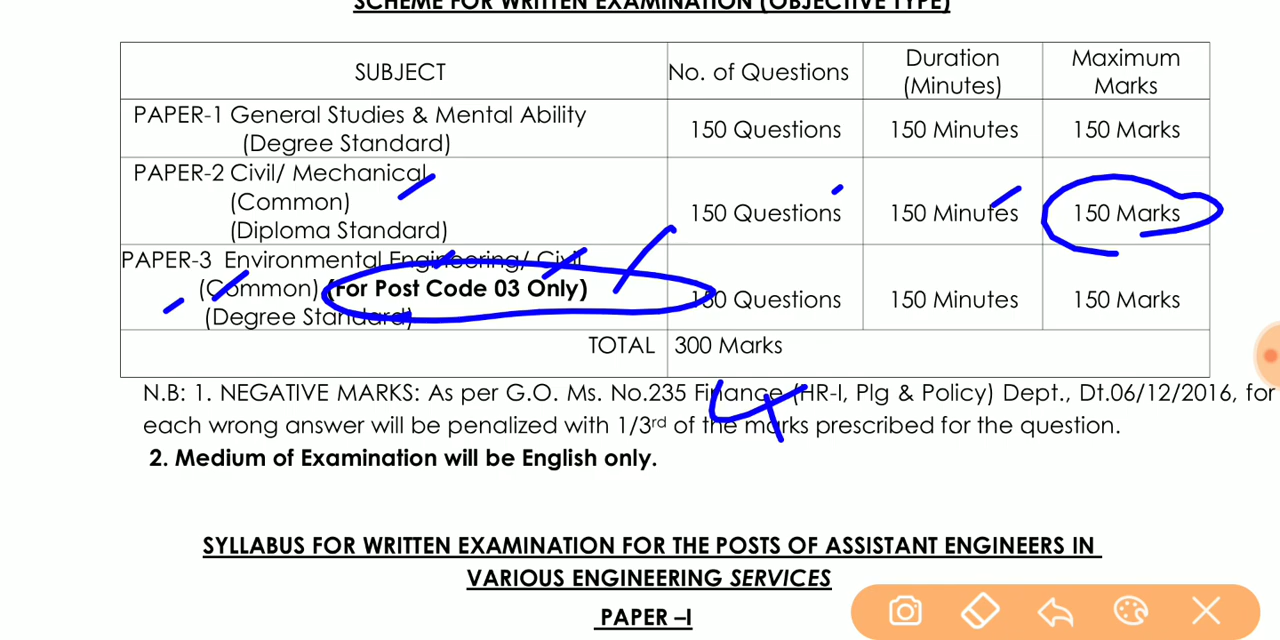 SCHEME FOR WRITTEN EXAMINATION (OBJECTIVE TYPE)
SUBJECT No. of Questions Duration (Minutes) Maximum Marks
PAPER-1 General Studies & Mental Ability
(Degree Standard) 150 Questions 150 Minutes 150 Marks
PAPER-2 Civil/ Mechanical
(Common) 150 Questions 150 Minutes 150 Marks
(Diploma Standard)
PAPER-3 Environmental Engineering/ Civil
(Common) (For Post Code 03 Only) 150 Questions 150 Minutes 150 Marks
(Degree Standard)
TOTAL 300 Marks
N.B: 1. NEGATIVE MARKS: As per G.O. Ms. No.235 Finance (HR-I, Plg & Policy) Dept., Dt.06/12/2016, for
each wrong answer will be penalized with 1/3rd of the marks prescribed for the question.
4
2. Medium of Examination will be English only.
SYLLABUS FOR WRITTEN EXAMINATION FOR THE POSTS OF ASSISTANT ENGINEERS IN
VARIOUS ENGINEERING SERVICES
PAPER –I